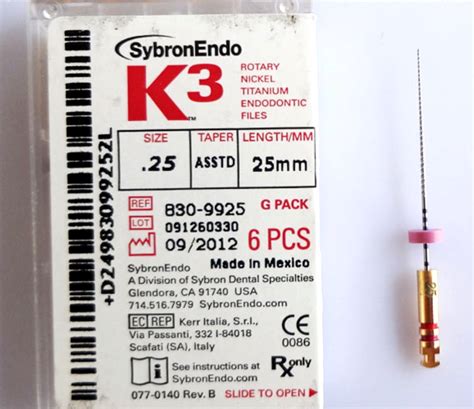 SybronEndo
K3™
ROTARY
NICKEL
TITANIUM
ENDODONTIC
FILES
SIZE TAPER LENGTH/MM
.25 ASSTD 25mm
REF 830-9925 G PACK
LOT 091260330
09/2012 6 PCS
SybronEndo Made in Mexico
A Division of Sybron Dental Specialties
Glendora, CA 91740 USA
714.516.7979 SybronEndo.com
EC REP Kerr Italia, S.r.l.,
Via Passanti, 332 I-84018
Scafati (SA), Italy
CE
0086
i See instructions at
SybronEndo.com
Rx only
077-0140 Rev. B SLIDE TO OPEN
+D24983099252L
25